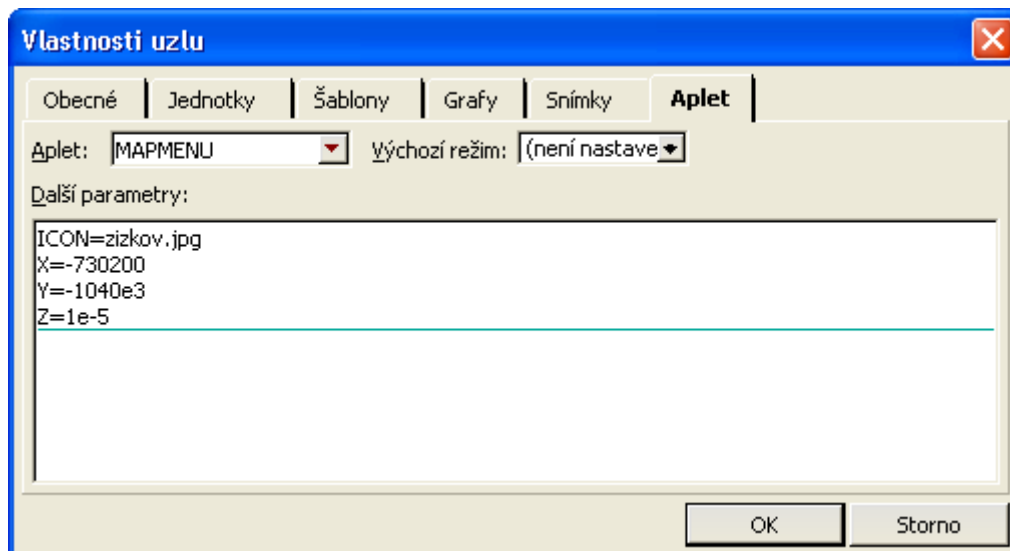 Vlastnosti uzlu
Obecné Jednotky Šablony Grafy Snímky Aplet
Aplet: MAPMENU Výchozí režim: (není nastave
Další parametry:
ICON=zizkov.jpg
X=-730200
Y=-1040e3
Z=1e-5
OK Storno